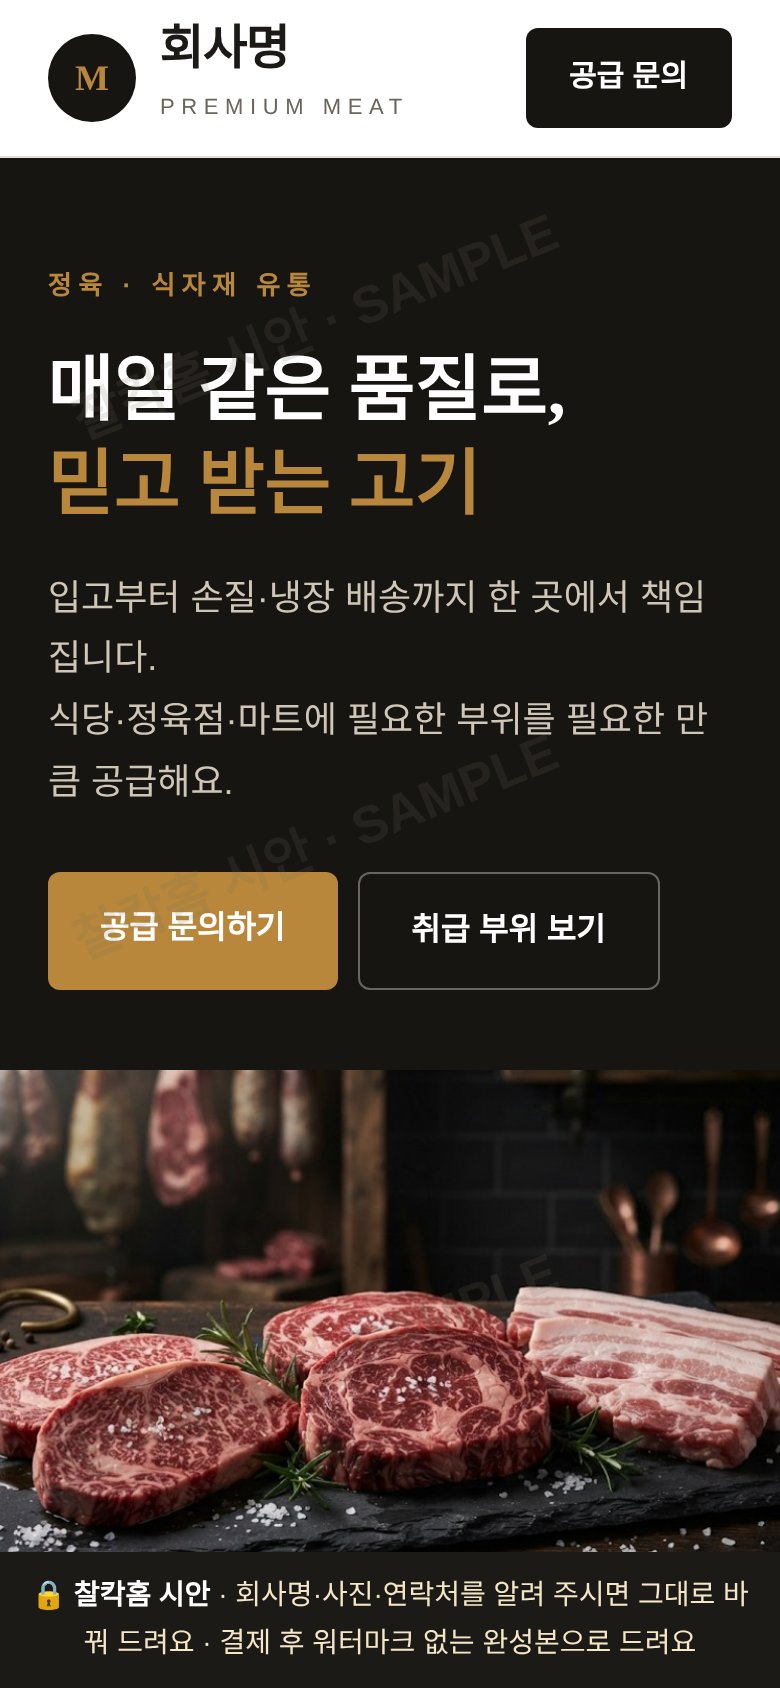 M
회사명
PREMIUM MEAT
공급 문의
정육 · 식자재 유통
찰칵홈 시안 · SAMPLE
매일 같은 품질로,
믿고 받는 고기
입고부터 손질·냉장 배송까지 한 곳에서 책임
집니다.
식당·정육점·마트에 필요한 부위를 필요한 만
큼 공급해요.
찰칵홈 시안 · SAMPLE
공급 문의하기
취급 부위 보기
🔒 찰칵홈 시안 · 회사명·사진·연락처를 알려 주시면 그대로 바
꿔 드려요 · 결제 후 워터마크 없는 완성본으로 드려요